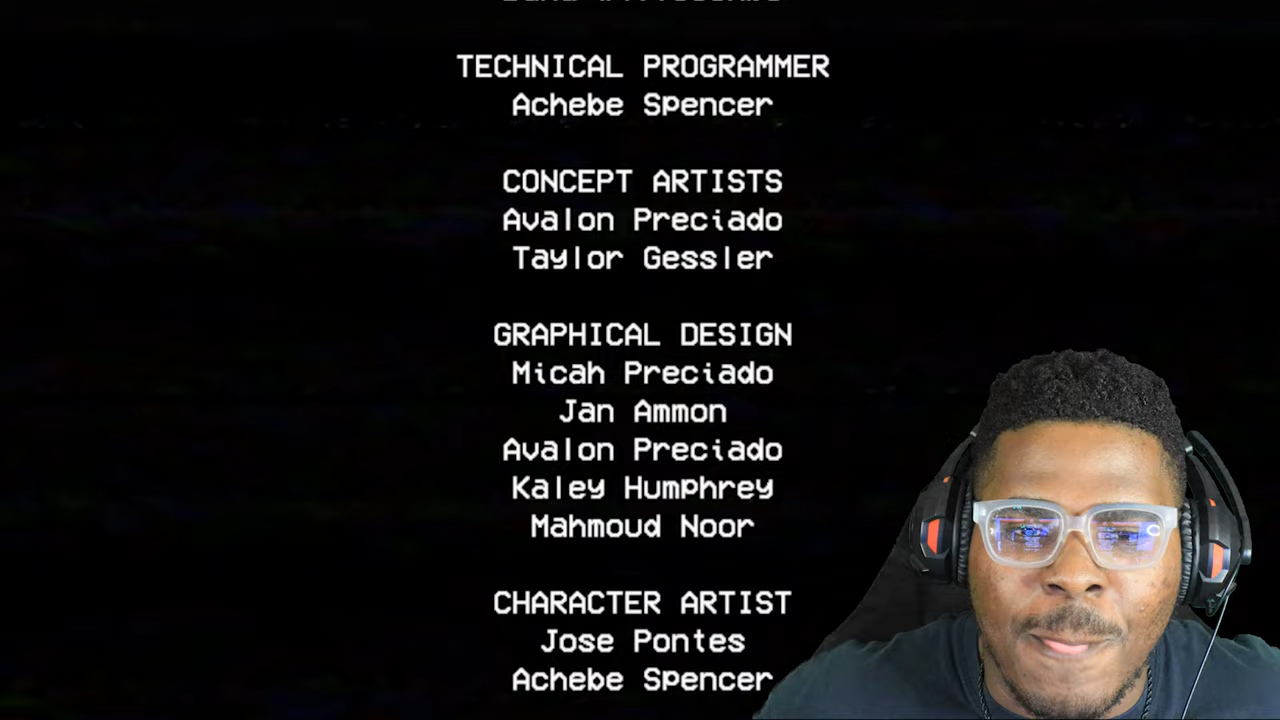 TECHNICAL PROGRAMMER
Achebe Spencer
CONCEPT ARTISTS
Avalon Preciado
Taylor Gessler
GRAPHICAL DESIGN
Micah Preciado
Jan Ammon
Avalon Preciado
Kaley Humphrey
Mahmoud Noor
CHARACTER ARTIST
Jose Pontes
Achebe Spencer